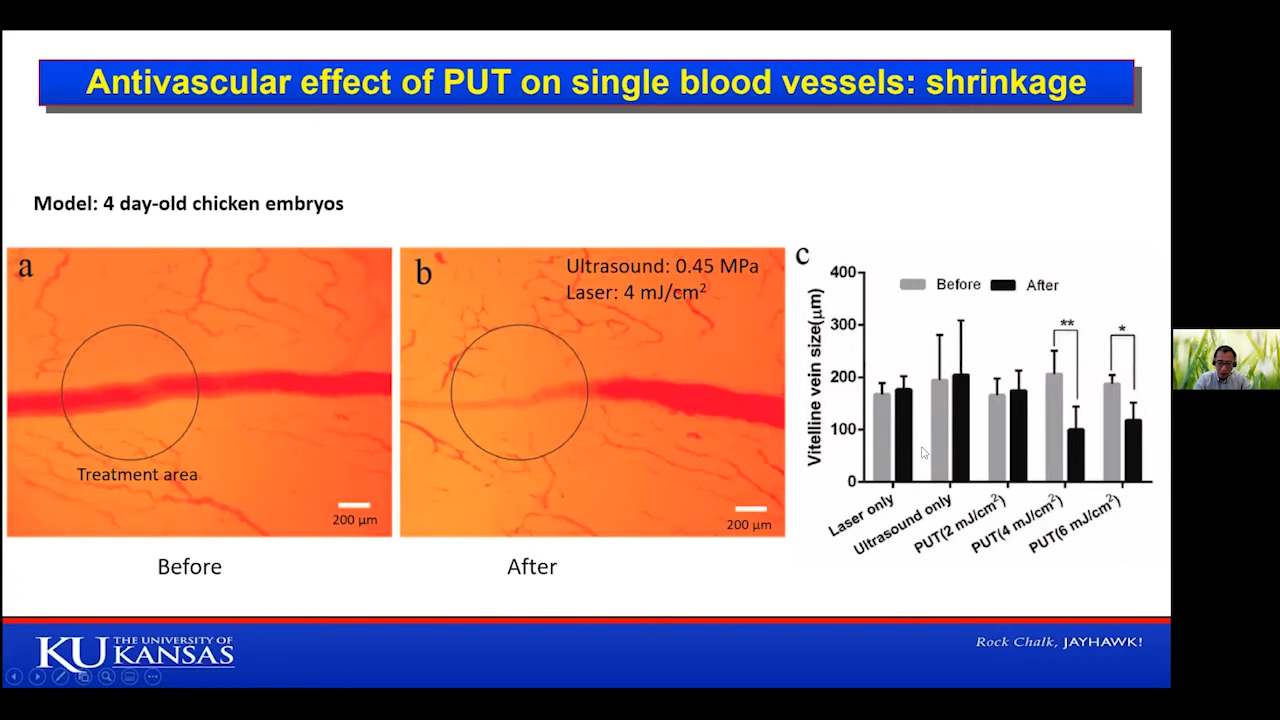 Antivascular effect of PUT on single blood vessels: shrinkage
Model: 4 day-old chicken embryos
a
Treatment area
200 µm
Before
b
Ultrasound: 0.45 MPa
Laser: 4 mJ/cm²
200 µm
After
c
Vitelline vein size(µm)
400
300
200
100
0
Before
After
**
*
Laser only
Ultrasound only
PUT(2 mJ/cm²)
PUT(4 mJ/cm²)
PUT(6 mJ/cm²)
KU THE UNIVERSITY OF
KANSAS
Rock Chalk, JAYHAWK!